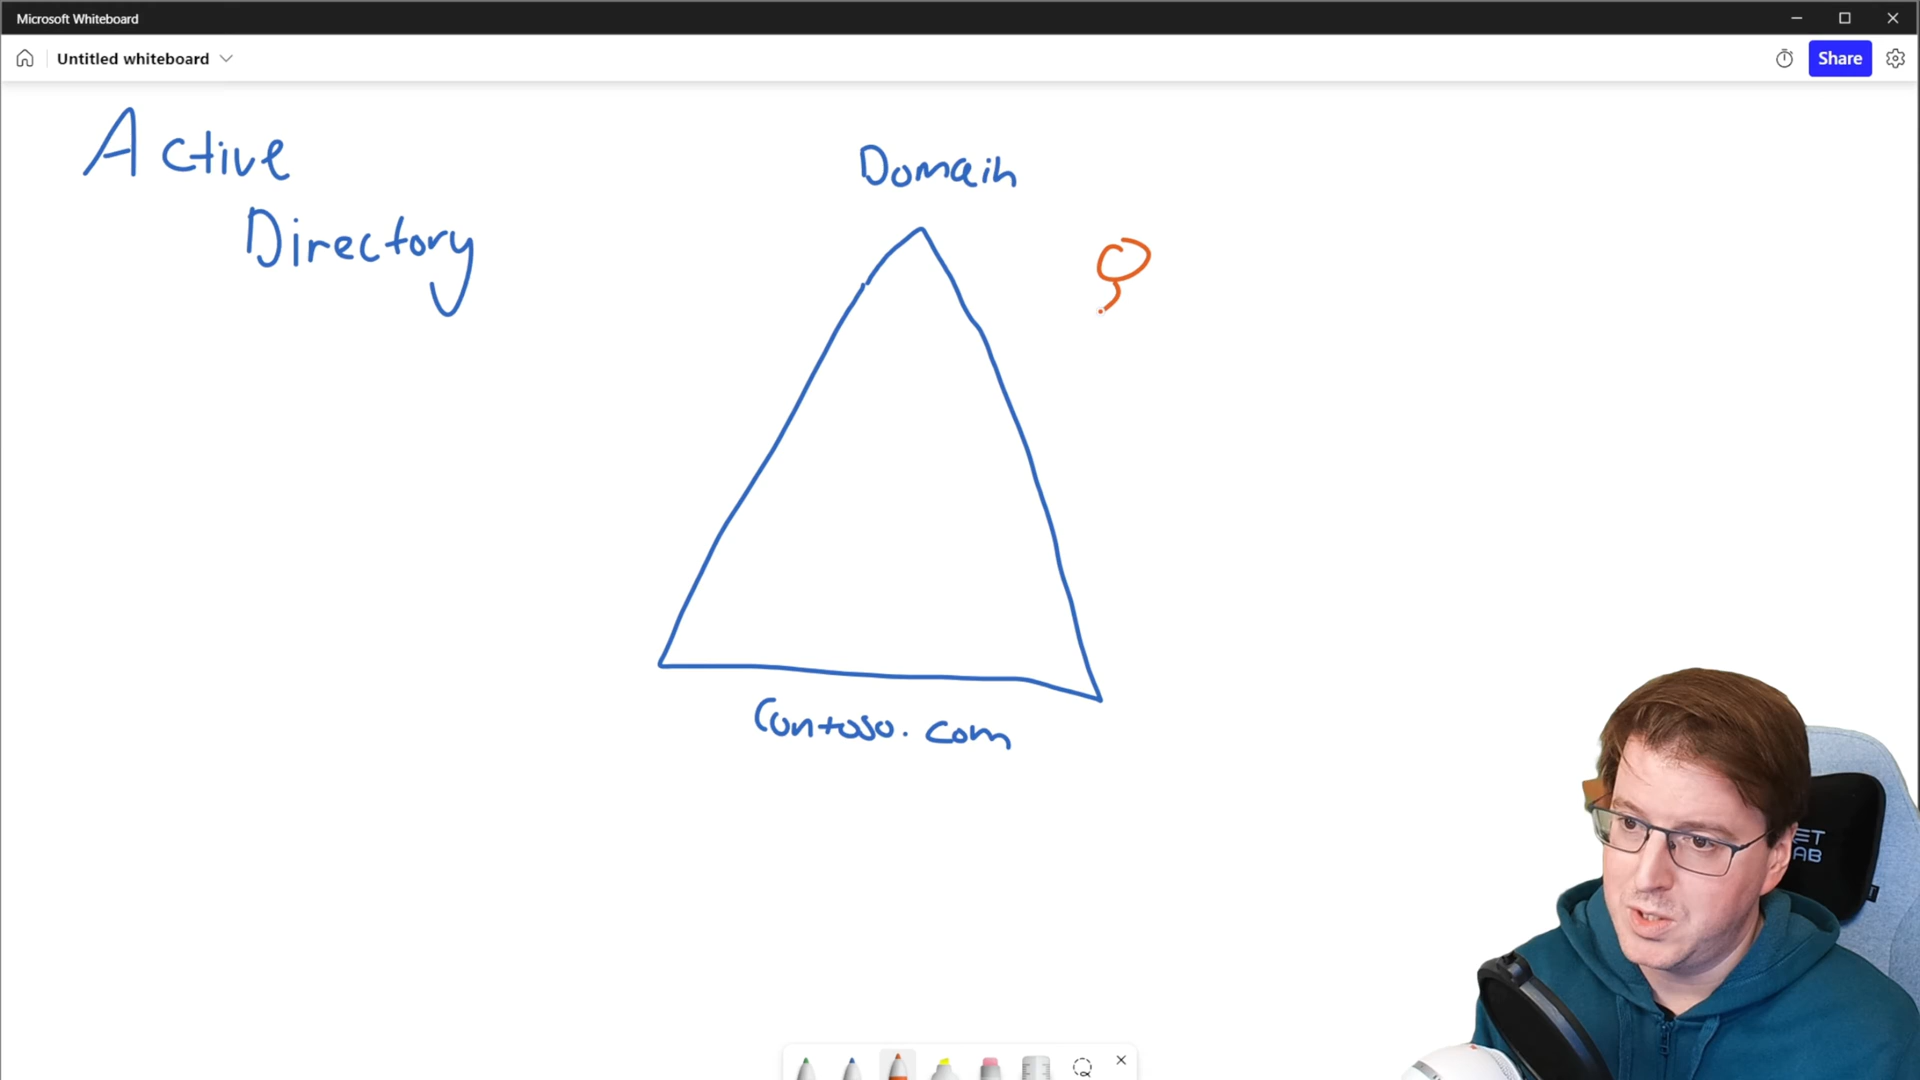 Microsoft Whiteboard
Untitled whiteboard
Share
Active
Directory
Domain
Contoso.com